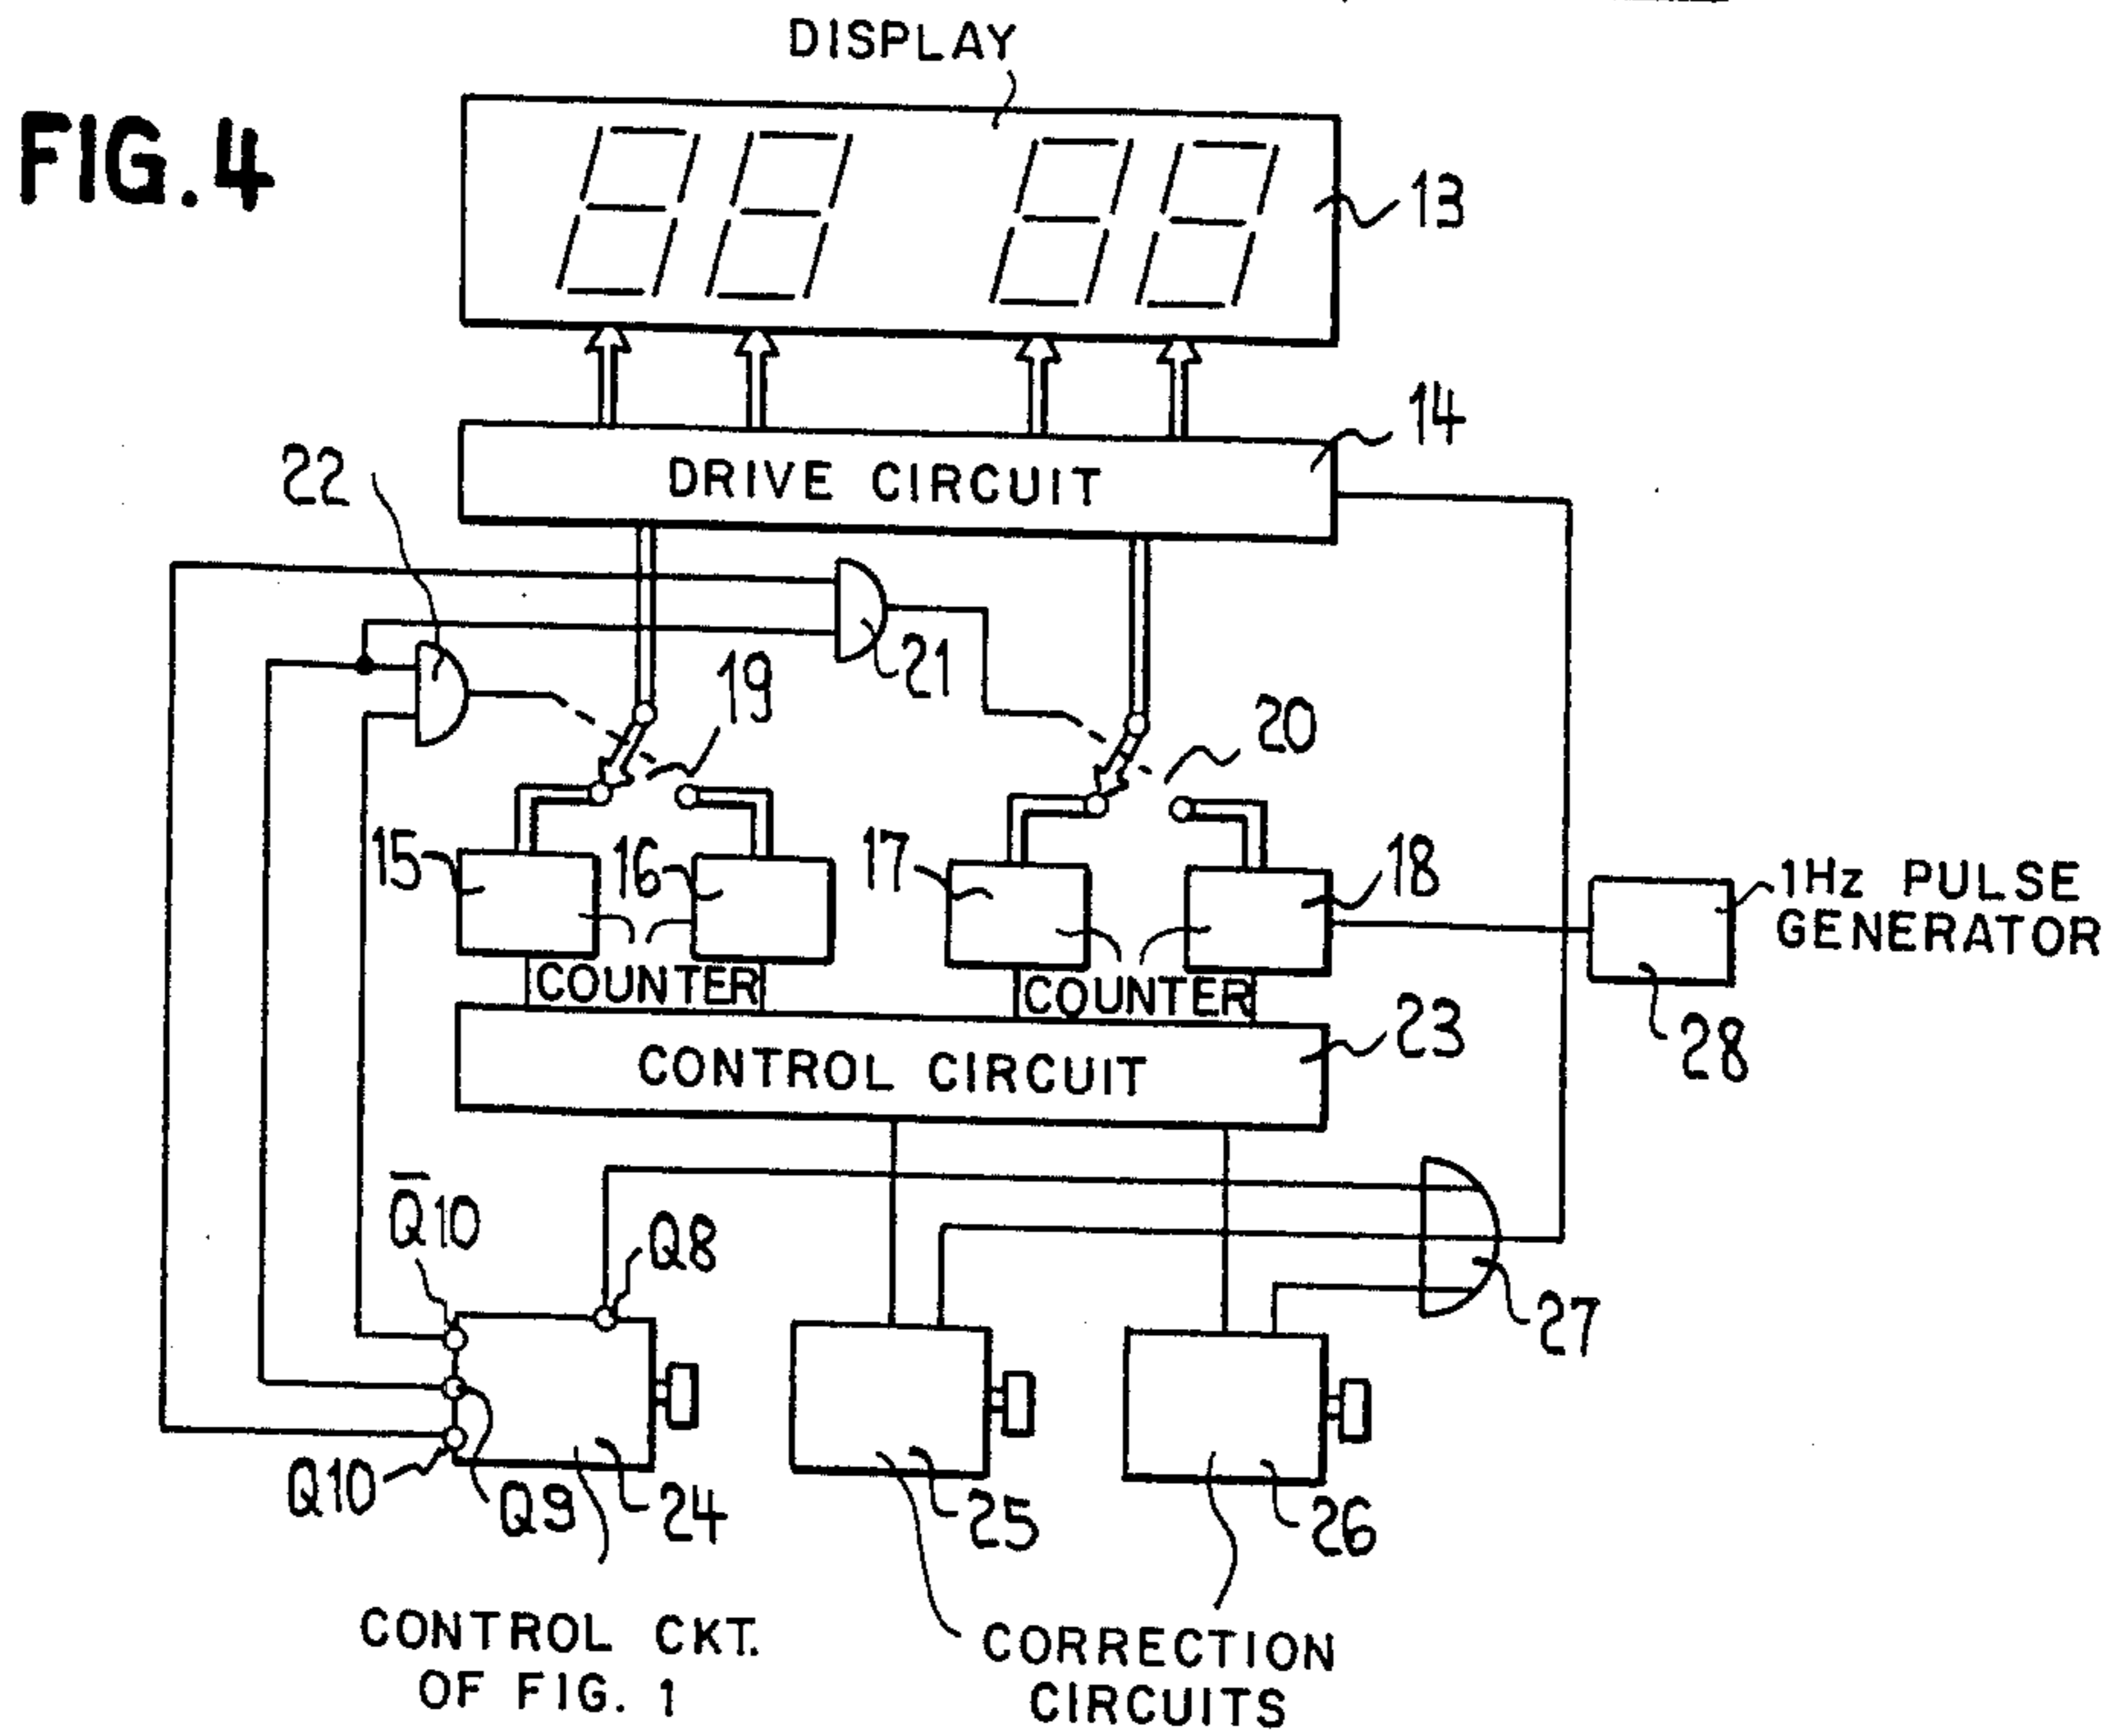 DISPLAY
FIG.4
13
14
DRIVE CIRCUIT
22
21
19
20
15
16
17
18
1Hz PULSE
GENERATOR
COUNTER
COUNTER
23
CONTROL CIRCUIT
28
Q̅10
Q8
27
Q10
Q9
24
25
26
CONTROL CKT.
OF FIG. 1
CORRECTION
CIRCUITS